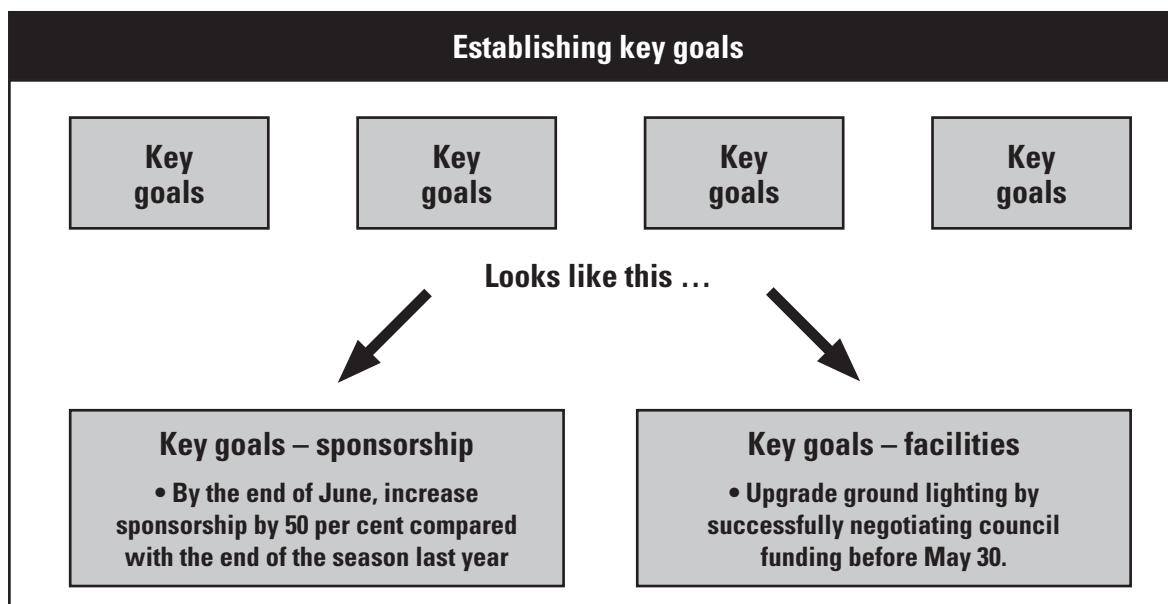 Establishing key goals
Key
goals
Key
goals
Key
goals
Key
goals
Looks like this …
Key goals – sponsorship
• By the end of June, increase
sponsorship by 50 per cent compared
with the end of the season last year
Key goals – facilities
• Upgrade ground lighting by
successfully negotiating council
funding before May 30.